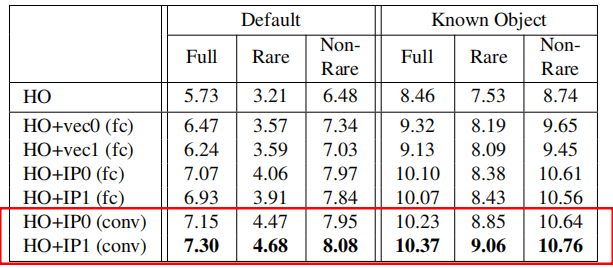 Default Known Object
Full Rare Non-Rare Full Rare Non-Rare
HO 5.73 3.21 6.48 8.46 7.53 8.74
HO+vec0 (fc) 6.47 3.57 7.34 9.32 8.19 9.65
HO+vec1 (fc) 6.24 3.59 7.03 9.13 8.09 9.45
HO+IP0 (fc) 7.07 4.06 7.97 10.10 8.38 10.61
HO+IP1 (fc) 6.93 3.91 7.84 10.07 8.43 10.56
HO+IP0 (conv) 7.15 4.47 7.95 10.23 8.85 10.64
HO+IP1 (conv) 7.30 4.68 8.08 10.37 9.06 10.76